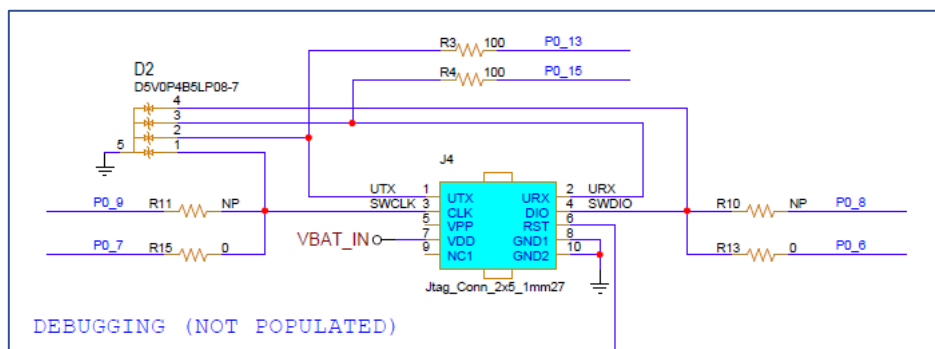 R3 100 P0_13
R4 100 P0_15
D2
D5V0P4B5LP08-7
4
3
2
5 1
J4
UTX 1 UTX URX 2 URX
P0_9 R11 NP SWCLK 3 CLK DIO 4 SWDIO R10 NP P0_8
5 VPP RST 6
P0_7 R15 0 VBAT_IN 7 VDD GND1 8 R13 0 P0_6
9 NC1 GND2 10
Jtag_Conn_2x5_1mm27
DEBUGGING (NOT POPULATED)